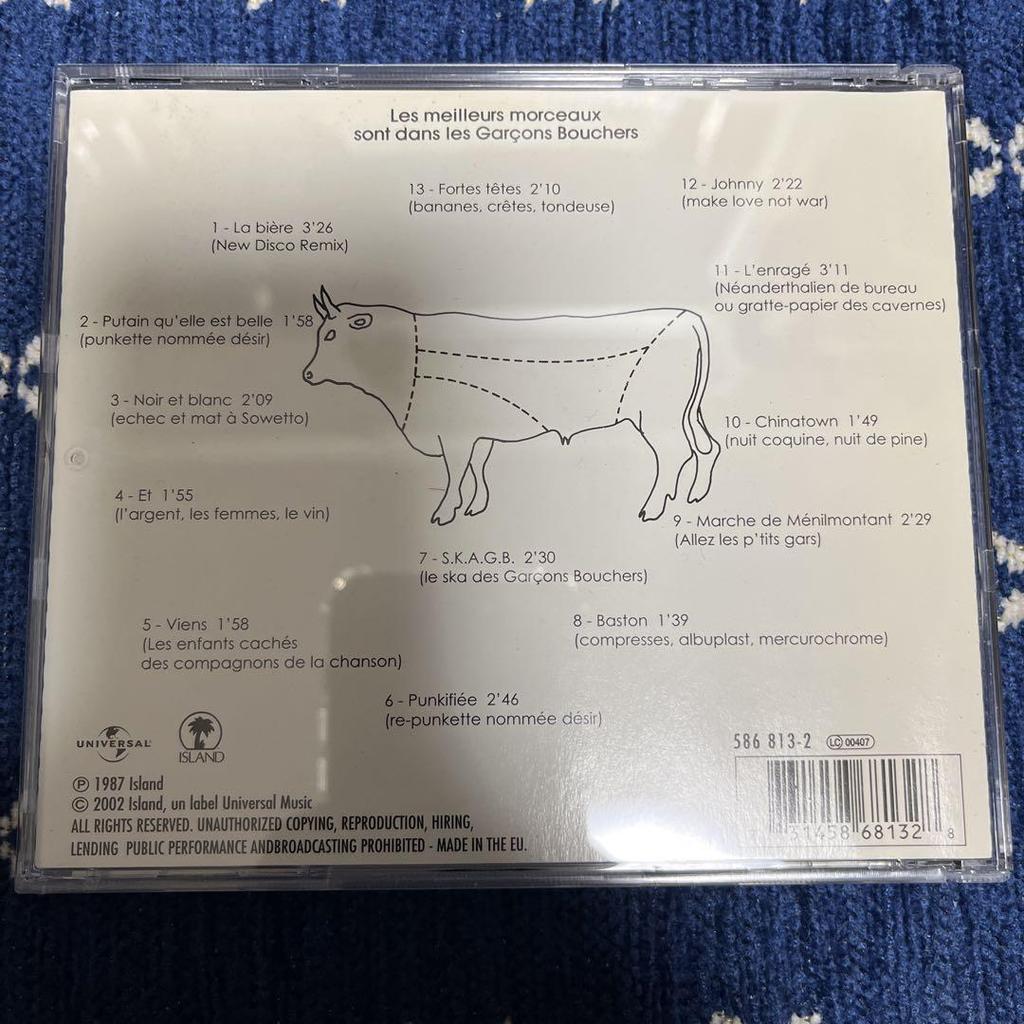 Les meilleurs morceaux
sont dans les Garçons Bouchers
13 - Fortes têtes 2'10
(bananes, crêtes, tondeuse)
12 - Johnny 2'22
(make love not war)
1 - La bière 3'26
(New Disco Remix)
11 - L'enragé 3'11
(Néanderthalien de bureau
ou gratte-papier des cavernes)
2 - Putain qu'elle est belle 1'58
(punkette nommée désir)
3 - Noir et blanc 2'09
(echec et mat à Sowetto)
10 - Chinatown 1'49
(nuit coquine, nuit de pine)
4 - Et 1'55
(l'argent, les femmes, le vin)
9 - Marche de Ménilmontant 2'29
(Allez les p'tits gars)
7 - S.K.A.G.B. 2'30
(le ska des Garçons Bouchers)
5 - Viens 1'58
(Les enfants cachés
des compagnons de la chanson)
8 - Baston 1'39
(compresses, albuplast, mercurochrome)
6 - Punkifiée 2'46
(re-punkette nommée désir)
UNIVERSAL
ISLAND
586 813-2 LC 00407
℗ 1987 Island
© 2002 Island, un label Universal Music
ALL RIGHTS RESERVED. UNAUTHORIZED COPYING, REPRODUCTION, HIRING,
LENDING PUBLIC PERFORMANCE ANDBROADCASTING PROHIBITED - MADE IN THE EU.
7 31458 68132 8